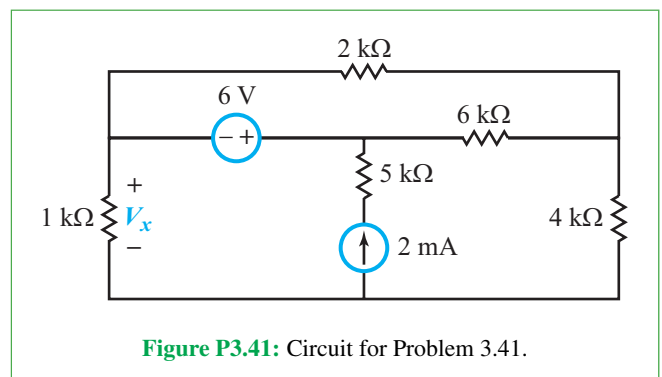 2 kΩ
6 V
6 kΩ
− +
5 kΩ
+
1 kΩ
Vx
4 kΩ
−
2 mA
Figure P3.41: Circuit for Problem 3.41.